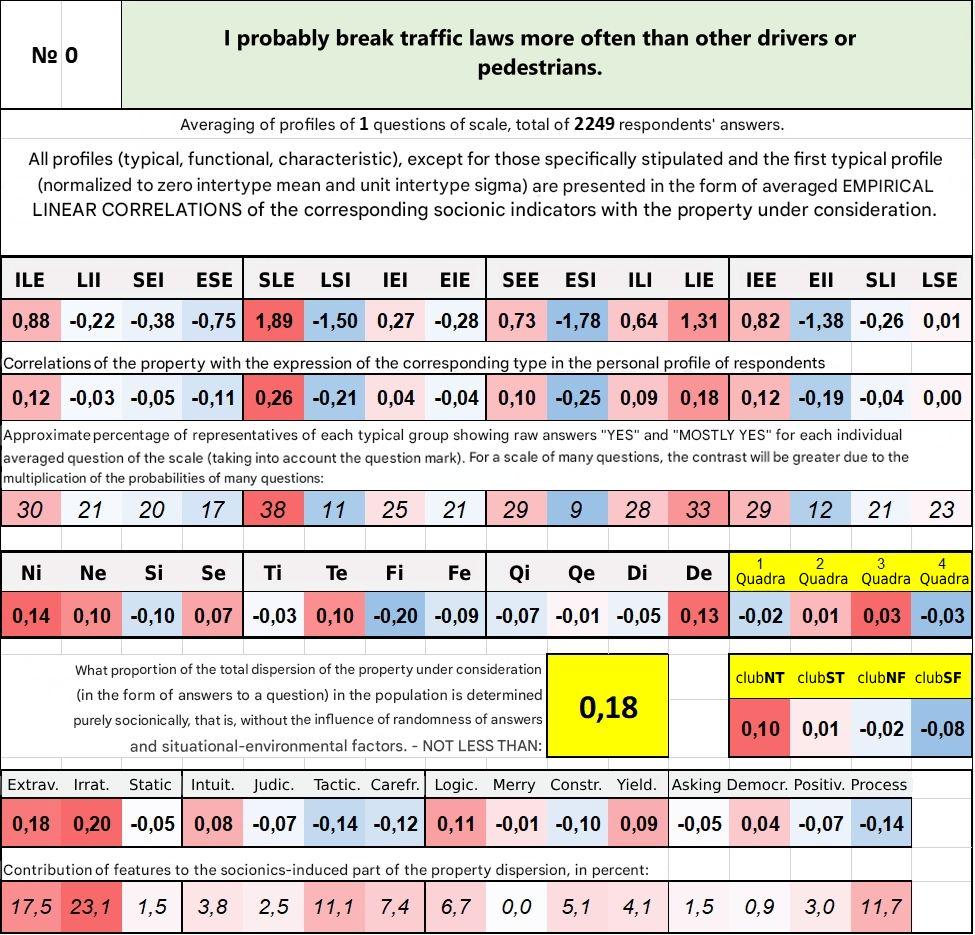 № 0
I probably break traffic laws more often than other drivers or
pedestrians.
Averaging of profiles of 1 questions of scale, total of 2249 respondents' answers.
All profiles (typical, functional, characteristic), except for those specifically stipulated and the first typical profile
(normalized to zero intertype mean and unit intertype sigma) are presented in the form of averaged EMPIRICAL
LINEAR CORRELATIONS of the corresponding socionic indicators with the property under consideration.
ILE LII SEI ESE SLE LSI IEI EIE SEE ESI ILI LIE IEE EII SLI LSE
0,88 -0,22 -0,38 -0,75 1,89 -1,50 0,27 -0,28 0,73 -1,78 0,64 1,31 0,82 -1,38 -0,26 0,01
Correlations of the property with the expression of the corresponding type in the personal profile of respondents
0,12 -0,03 -0,05 -0,11 0,26 -0,21 0,04 -0,04 0,10 -0,25 0,09 0,18 0,12 -0,19 -0,04 0,00
Approximate percentage of representatives of each typical group showing raw answers "YES" and "MOSTLY YES" for each individual
averaged question of the scale (taking into account the question mark). For a scale of many questions, the contrast will be greater due to the
multiplication of the probabilities of many questions:
30 21 20 17 38 11 25 21 29 9 28 33 29 12 21 23
Ni Ne Si Se Ti Te Fi Fe Qi Qe Di De 1 Quadra 2 Quadra 3 Quadra 4 Quadra
0,14 0,10 -0,10 0,07 -0,03 0,10 -0,20 -0,09 -0,07 -0,01 -0,05 0,13 -0,02 0,01 0,03 -0,03
What proportion of the total dispersion of the property under consideration
(in the form of answers to a question) in the population is determined
purely socionically, that is, without the influence of randomness of answers
and situational-environmental factors. - NOT LESS THAN:
0,18
clubNT clubST clubNF clubSF
0,10 0,01 -0,02 -0,08
Extrav. Irrat. Static Intuit. Judic. Tactic. Carefr. Logic. Merry Constr. Yield. Asking Democr. Positiv. Process
0,18 0,20 -0,05 0,08 -0,07 -0,14 -0,12 0,11 -0,01 -0,10 0,09 -0,05 0,04 -0,07 -0,14
Contribution of features to the socionics-induced part of the property dispersion, in percent:
17,5 23,1 1,5 3,8 2,5 11,1 7,4 6,7 0,0 5,1 4,1 1,5 0,9 3,0 11,7